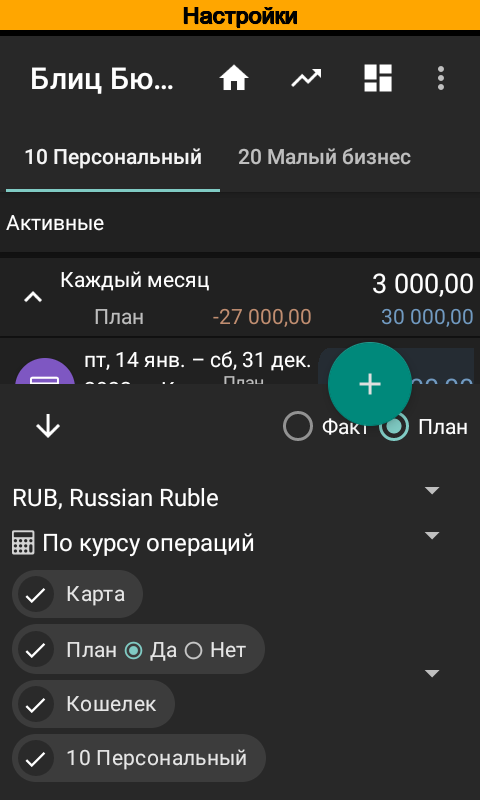 Настройки
Блиц Бю...
10 Персональный 20 Малый бизнес
Активные
Каждый месяц 3 000,00
План -27 000,00 30 000,00
пт, 14 янв. – сб, 31 дек.
План
Факт План
RUB, Russian Ruble
По курсу операций
Карта
План Да Нет
Кошелек
10 Персональный